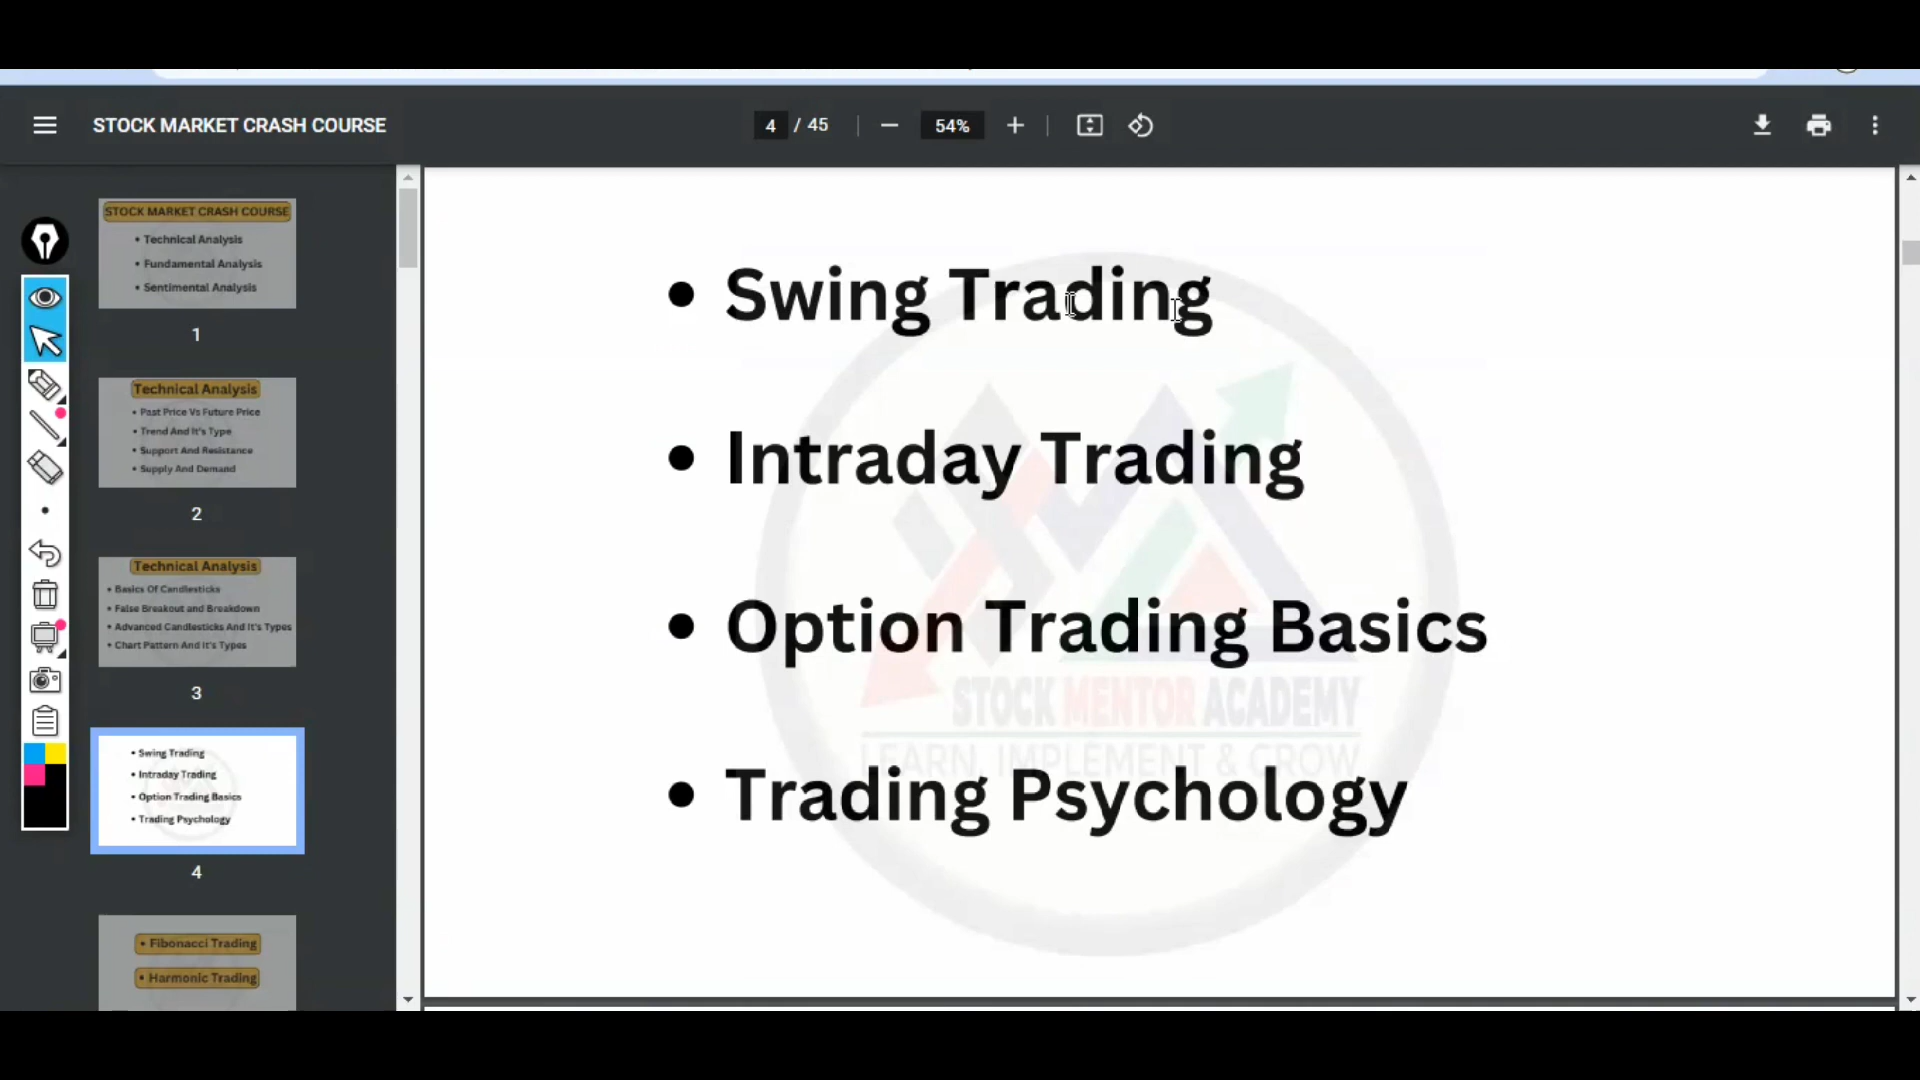 STOCK MARKET CRASH COURSE
4 / 45
54%
STOCK MARKET CRASH COURSE
• Technical Analysis
• Fundamental Analysis
• Sentimental Analysis
1
Technical Analysis
• Past Price Vs Future Price
• Trend And It's Type
• Support And Resistance
• Supply And Demand
2
Technical Analysis
• Basics Of Candlesticks
• False Breakout and Breakdown
• Advanced Candlesticks And It's Types
• Chart Pattern And It's Types
3
• Swing Trading
• Intraday Trading
• Option Trading Basics
• Trading Psychology
4
• Fibonacci Trading
• Harmonic Trading
• Swing Trading
• Intraday Trading
• Option Trading Basics
STOCK MENTOR ACADEMY
LEARN, IMPLEMENT & GROW
• Trading Psychology